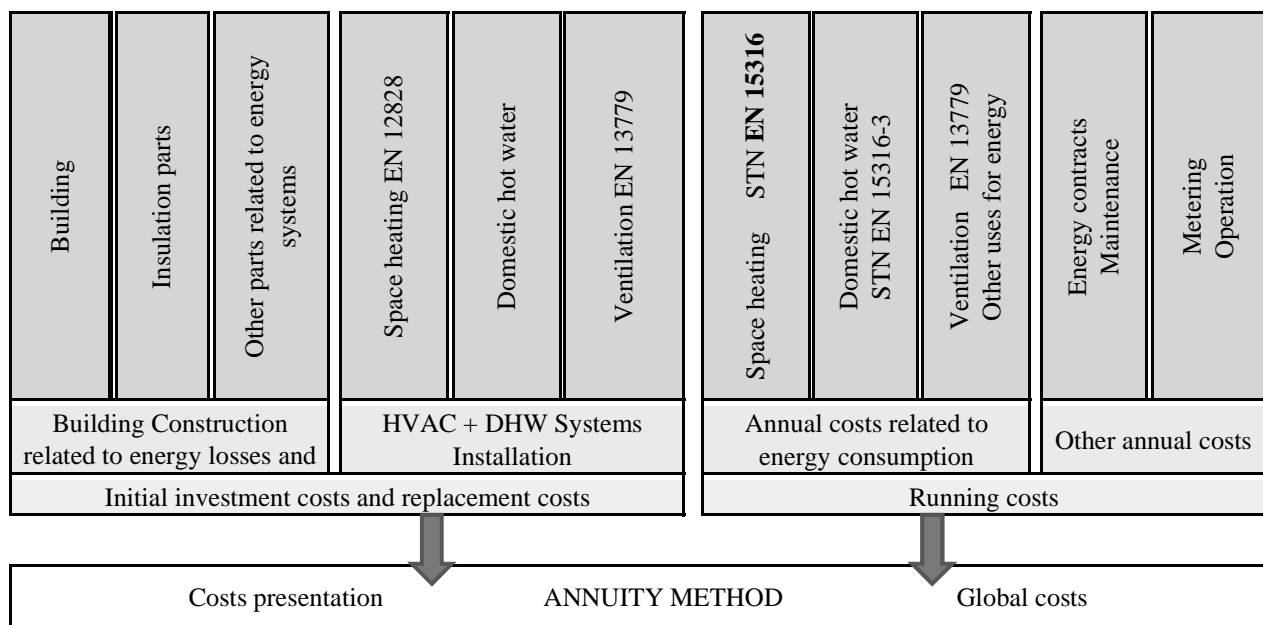 Building
Insulation parts
Other parts related to energy
systems
Space heating EN 12828
Domestic hot water
Ventilation EN 13779
Space heating STN EN 15316
Domestic hot water
STN EN 15316-3
Ventilation EN 13779
Other uses for energy
Energy contracts
Maintenance
Metering
Operation
Building Construction
related to energy losses and
HVAC + DHW Systems
Installation
Annual costs related to
energy consumption
Other annual costs
Initial investment costs and replacement costs
Running costs
Costs presentation ANNUITY METHOD Global costs